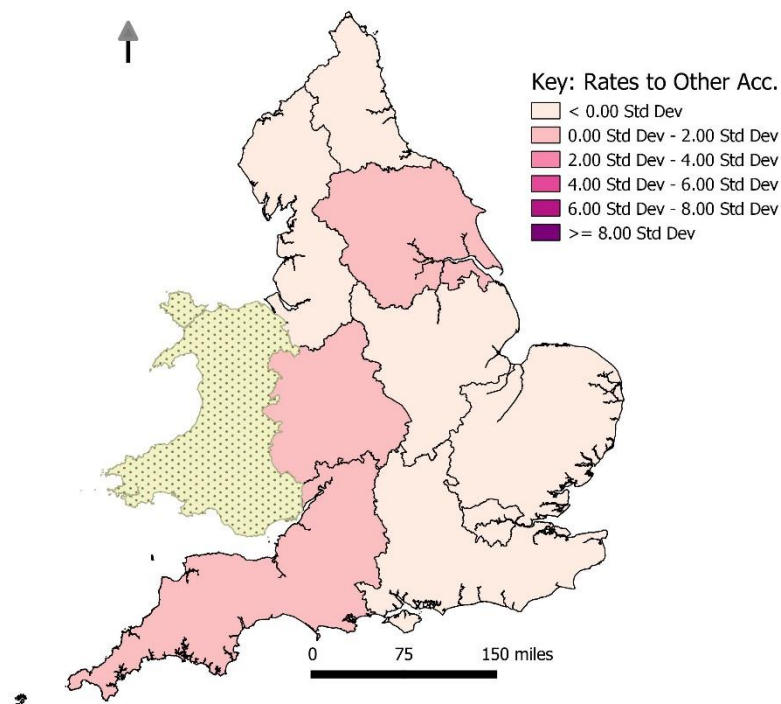 Key: Rates to Other Acc.
< 0.00 Std Dev
0.00 Std Dev - 2.00 Std Dev
2.00 Std Dev - 4.00 Std Dev
4.00 Std Dev - 6.00 Std Dev
6.00 Std Dev - 8.00 Std Dev
>= 8.00 Std Dev
0 75 150 miles